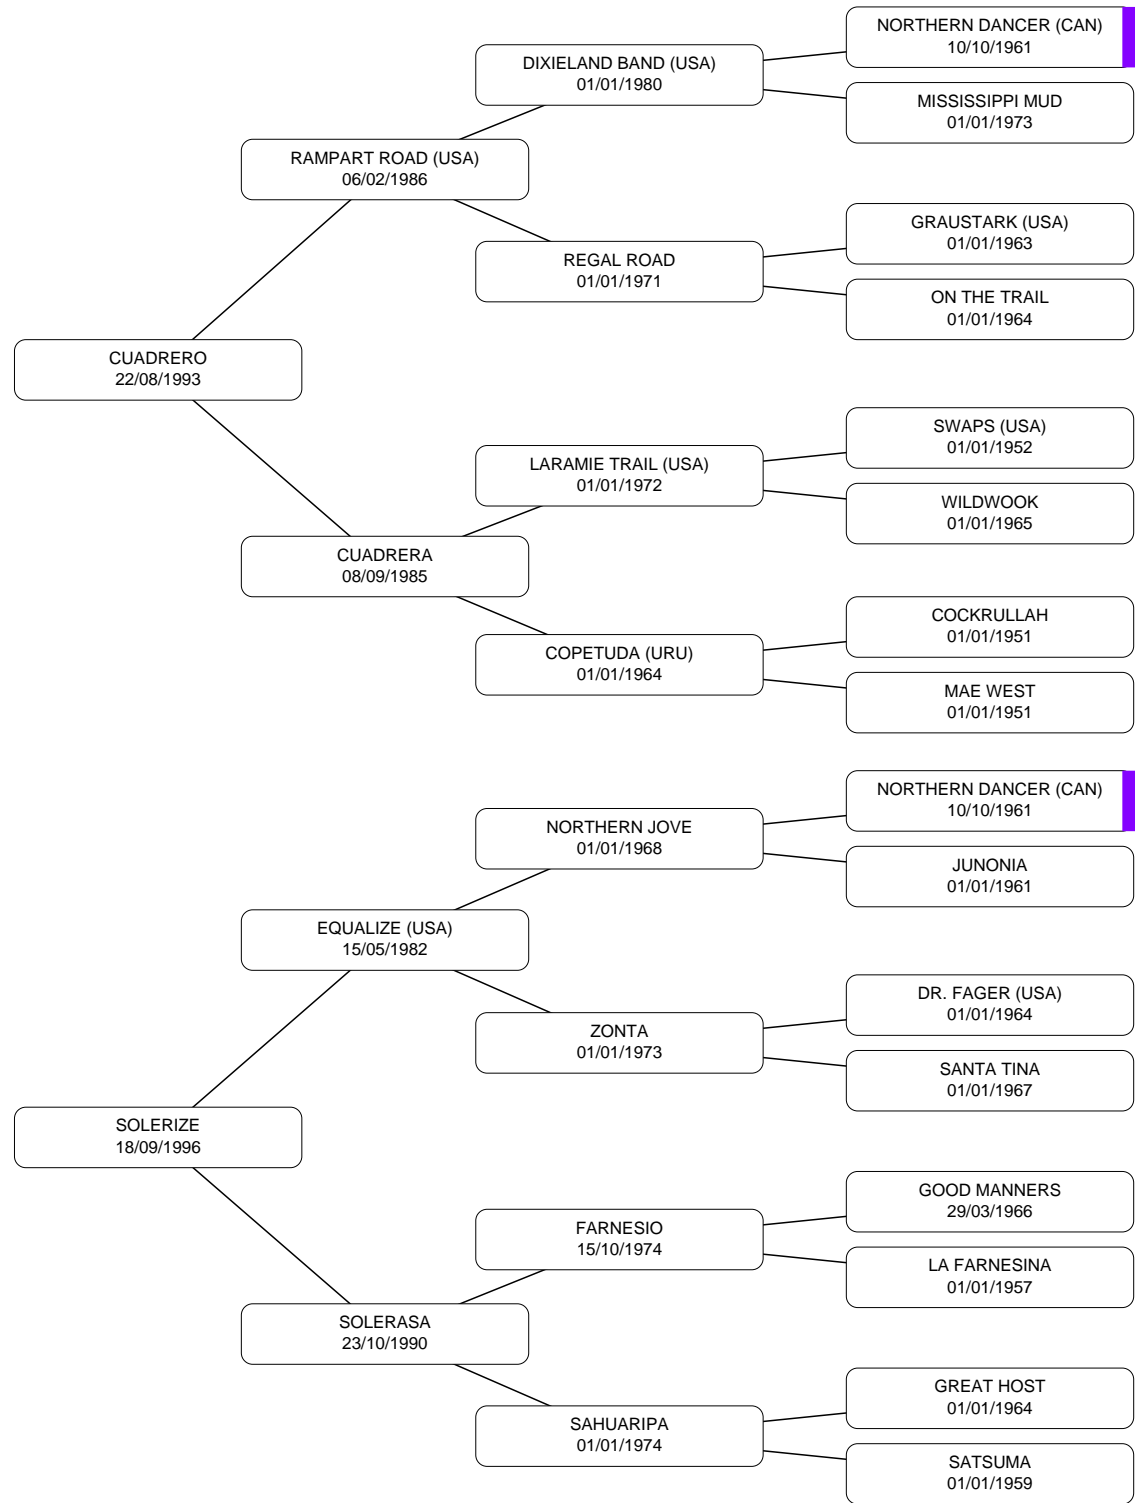 NORTHERN DANCER (CAN)
10/10/1961
DIXIELAND BAND (USA)
01/01/1980
MISSISSIPPI MUD
01/01/1973
RAMPART ROAD (USA)
06/02/1986
GRAUSTARK (USA)
01/01/1963
REGAL ROAD
01/01/1971
ON THE TRAIL
01/01/1964
CUADRERO
22/08/1993
SWAPS (USA)
01/01/1952
LARAMIE TRAIL (USA)
01/01/1972
WILDWOOK
01/01/1965
CUADRERA
08/09/1985
COCKRULLAH
01/01/1951
COPETUDA (URU)
01/01/1964
MAE WEST
01/01/1951
NORTHERN DANCER (CAN)
10/10/1961
NORTHERN JOVE
01/01/1968
JUNONIA
01/01/1961
EQUALIZE (USA)
15/05/1982
DR. FAGER (USA)
01/01/1964
ZONTA
01/01/1973
SANTA TINA
01/01/1967
SOLERIZE
18/09/1996
GOOD MANNERS
29/03/1966
FARNESIO
15/10/1974
LA FARNESINA
01/01/1957
SOLERASA
23/10/1990
GREAT HOST
01/01/1964
SAHUARIPA
01/01/1974
SATSUMA
01/01/1959